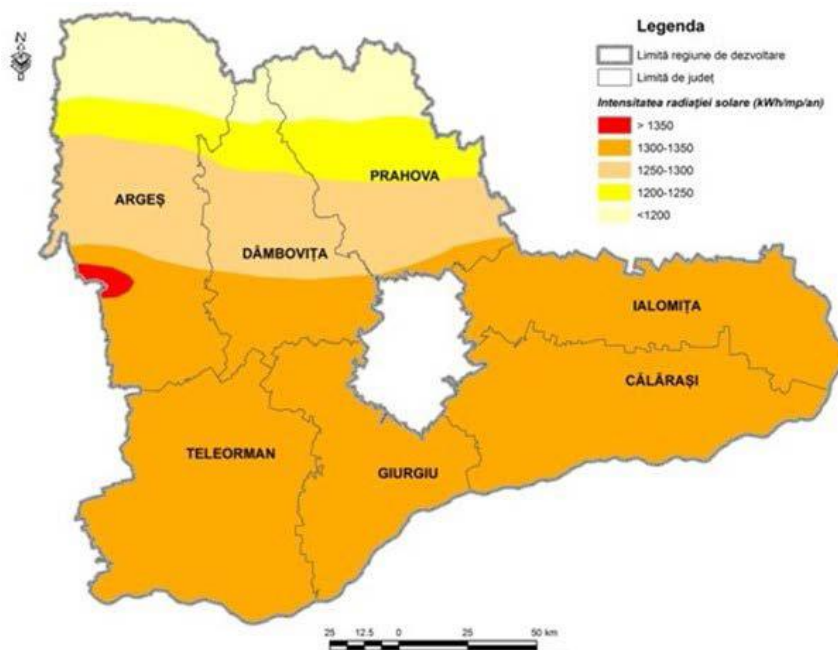 N
Legenda
Limită regiune de dezvoltare
Limită de județ
Intensitatea radiației solare (kWh/mp/an)
> 1350
1300-1350
1250-1300
1200-1250
<1200
PRAHOVA
ARGEȘ
DÂMBOVIȚA
IALOMIȚA
CĂLĂRAȘI
TELEORMAN
GIURGIU
25 12.5 0 25 50 km